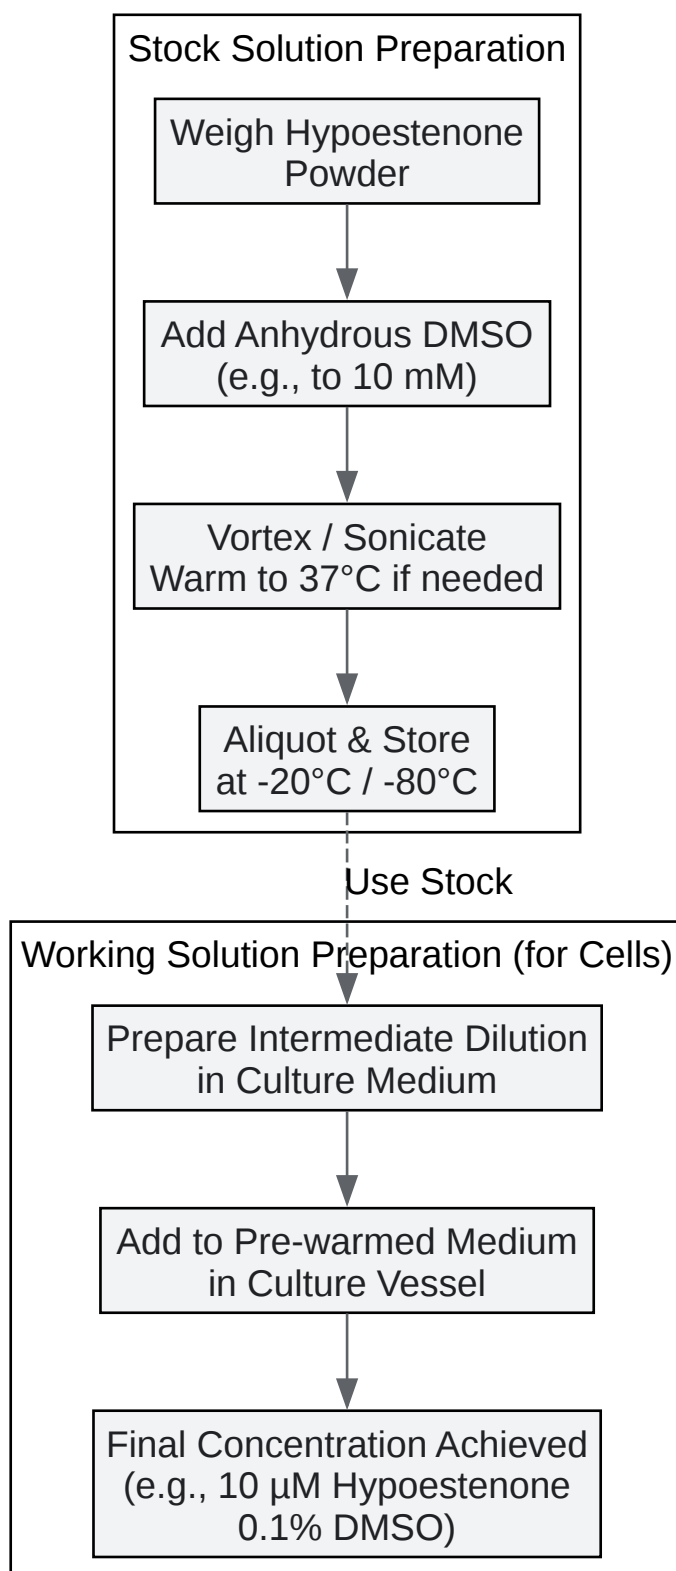 Stock Solution Preparation
Weigh Hypoestenone
Powder
Add Anhydrous DMSO
(e.g., to 10 mM)
Vortex / Sonicate
Warm to 37°C if needed
Aliquot & Store
at -20°C / -80°C
Use Stock
Working Solution Preparation (for Cells)
Prepare Intermediate Dilution
in Culture Medium
Add to Pre-warmed Medium
in Culture Vessel
Final Concentration Achieved
(e.g., 10 µM Hypoestenone
0.1% DMSO)